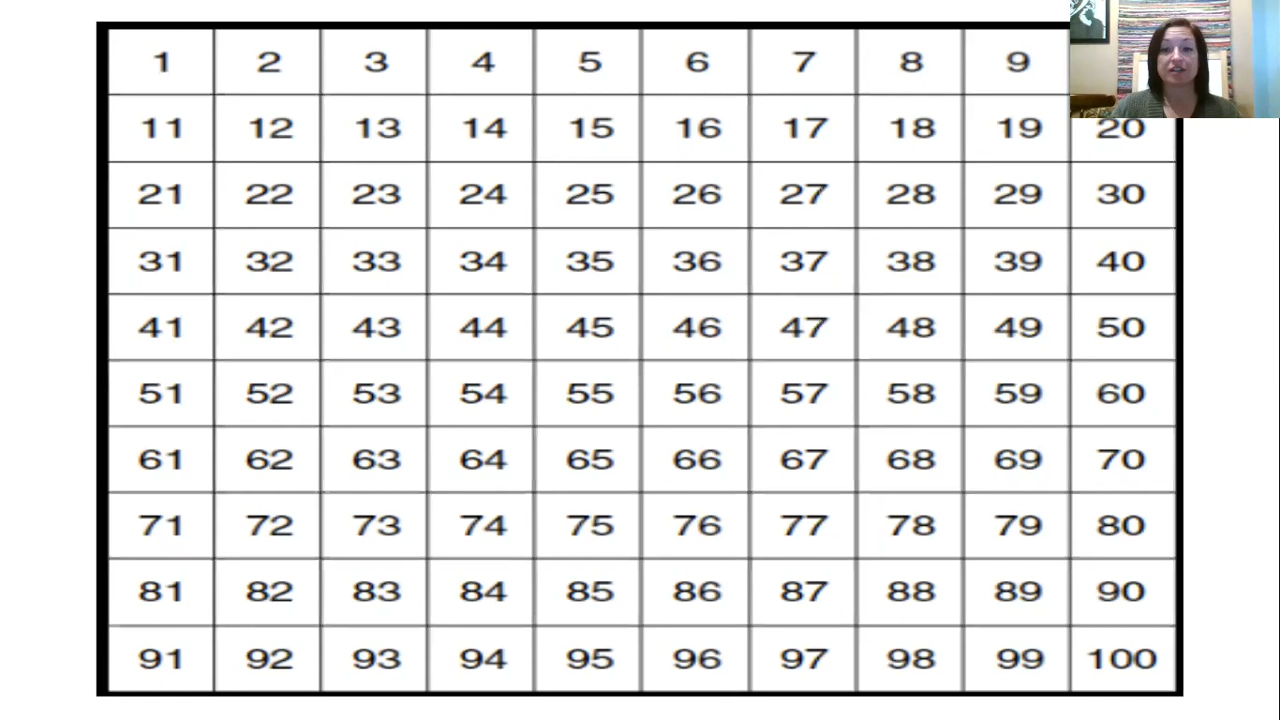 1 2 3 4 5 6 7 8 9
11 12 13 14 15 16 17 18 19 20
21 22 23 24 25 26 27 28 29 30
31 32 33 34 35 36 37 38 39 40
41 42 43 44 45 46 47 48 49 50
51 52 53 54 55 56 57 58 59 60
61 62 63 64 65 66 67 68 69 70
71 72 73 74 75 76 77 78 79 80
81 82 83 84 85 86 87 88 89 90
91 92 93 94 95 96 97 98 99 100